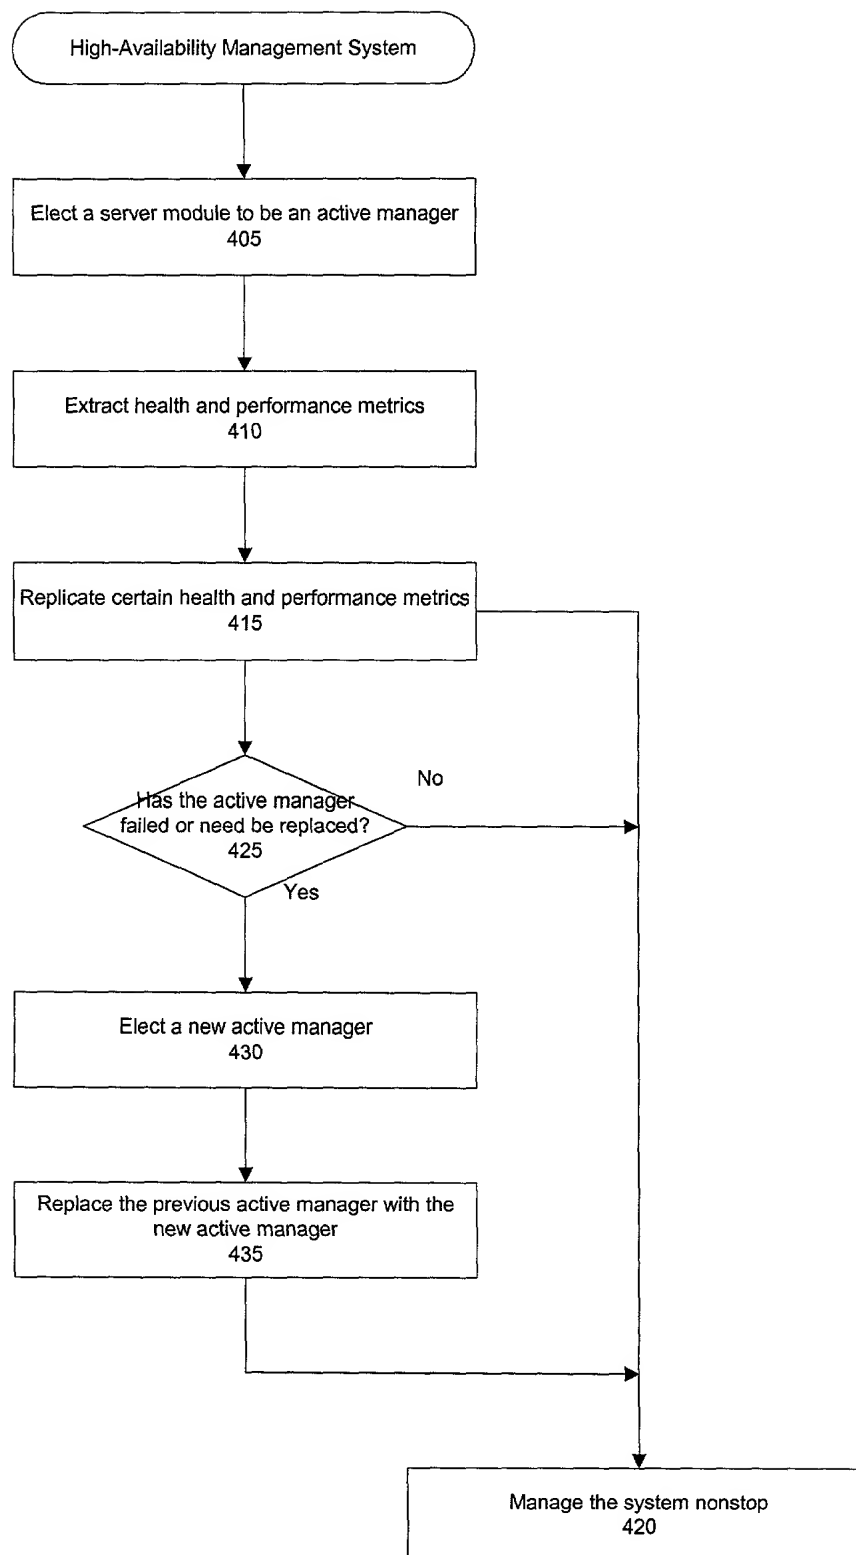 High-Availability Management System
Elect a server module to be an active manager
405
Extract health and performance metrics
410
Replicate certain health and performance metrics
415
Has the active manager
failed or need be replaced?
425
No
Yes
Elect a new active manager
430
Replace the previous active manager with the
new active manager
435
Manage the system nonstop
420